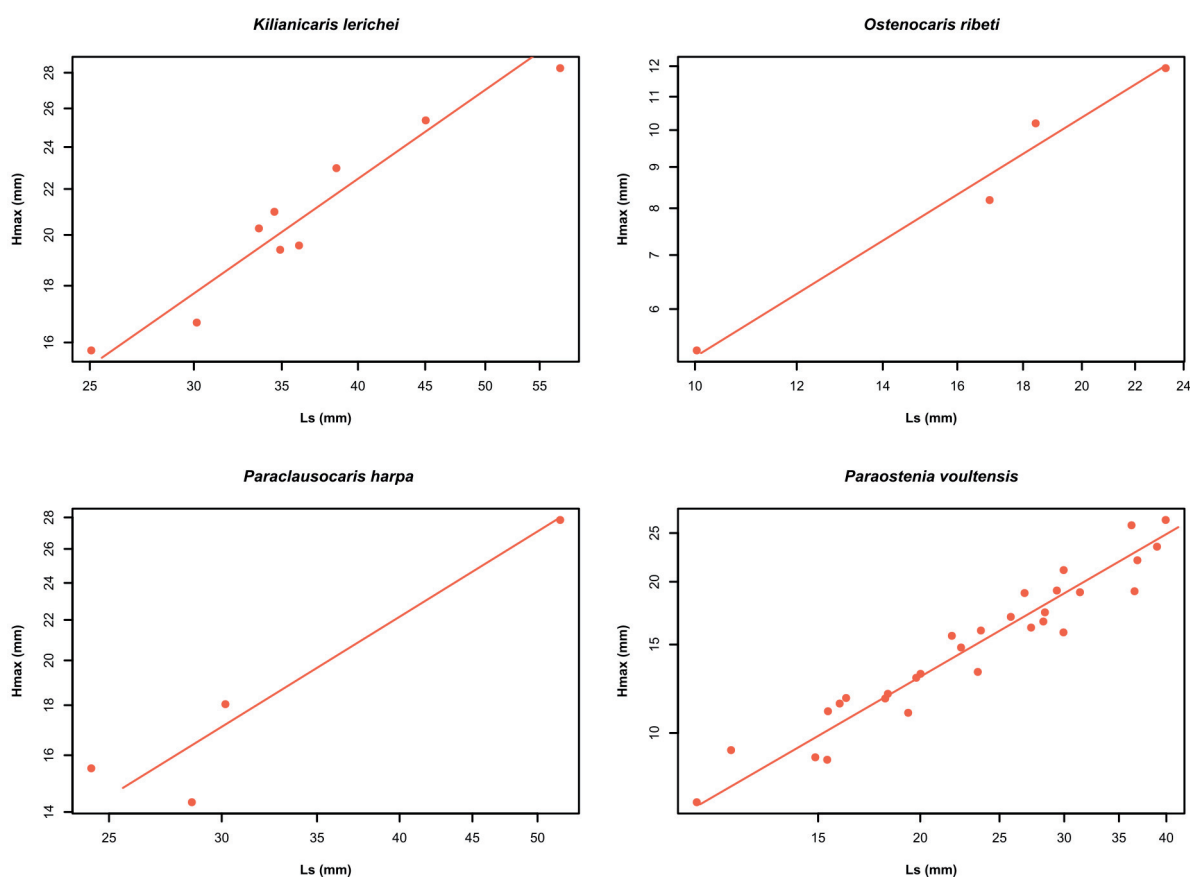 Kilianicaris lerichei
Hmax (mm)
28
26
24
22
20
18
16
25 30 35 40 45 50 55
Ls (mm)
Ostenocaris ribeti
Hmax (mm)
12
11
10
9
8
7
6
10 12 14 16 18 20 22 24
Ls (mm)
Paraclausocaris harpa
Hmax (mm)
28
26
24
22
20
18
16
14
25 30 35 40 45 50
Ls (mm)
Paraostenia voultensis
Hmax (mm)
25
20
15
10
15 20 25 30 35 40
Ls (mm)